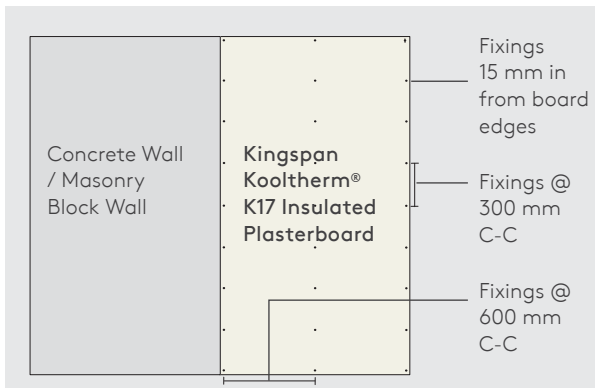 Concrete Wall
/ Masonry
Block Wall
Kingspan
Kooltherm®
K17 Insulated
Plasterboard
Fixings
15 mm in
from board
edges
Fixings @
300 mm
C-C
Fixings @
600 mm
C-C